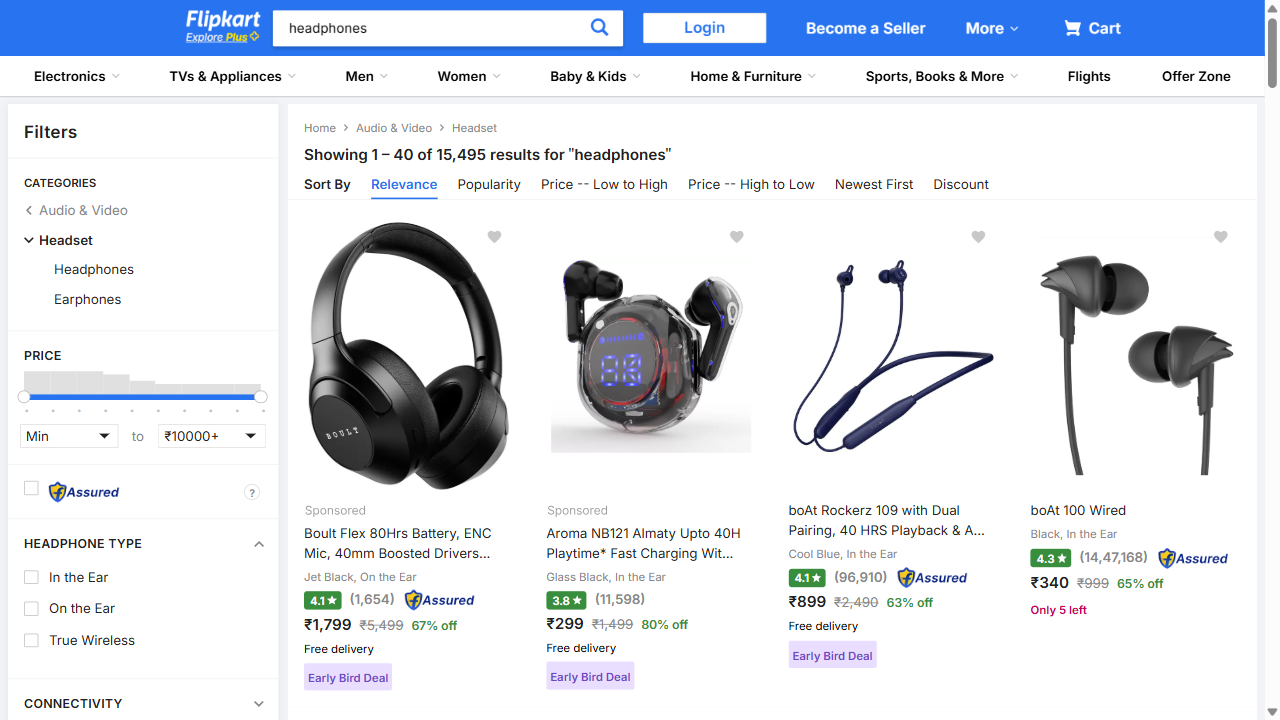 Flipkart
Explore Plus
headphones
Login
Become a Seller
More
Cart
Electronics
TVs & Appliances
Men
Women
Baby & Kids
Home & Furniture
Sports, Books & More
Flights
Offer Zone
Filters
CATEGORIES
Audio & Video
Headset
Headphones
Earphones
PRICE
Min
to
₹10000+
Assured
?
HEADPHONE TYPE
In the Ear
On the Ear
True Wireless
CONNECTIVITY
Home
Audio & Video
Headset
Showing 1 – 40 of 15,495 results for "headphones"
Sort By
Relevance
Popularity
Price -- Low to High
Price -- High to Low
Newest First
Discount
BOULT
Sponsored
Boult Flex 80Hrs Battery, ENC
Mic, 40mm Boosted Drivers...
Jet Black, On the Ear
4.1 (1,654) Assured
₹1,799 ₹5,499 67% off
Free delivery
Early Bird Deal
Sponsored
Aroma NB121 Almaty Upto 40H
Playtime* Fast Charging Wit...
Glass Black, In the Ear
3.8 (11,598)
₹299 ₹1,499 80% off
Free delivery
Early Bird Deal
boAt Rockerz 109 with Dual
Pairing, 40 HRS Playback & A...
Cool Blue, In the Ear
4.1 (96,910) Assured
₹899 ₹2,490 63% off
Free delivery
Early Bird Deal
boAt 100 Wired
Black, In the Ear
4.3 (14,47,168) Assured
₹340 ₹999 65% off
Only 5 left